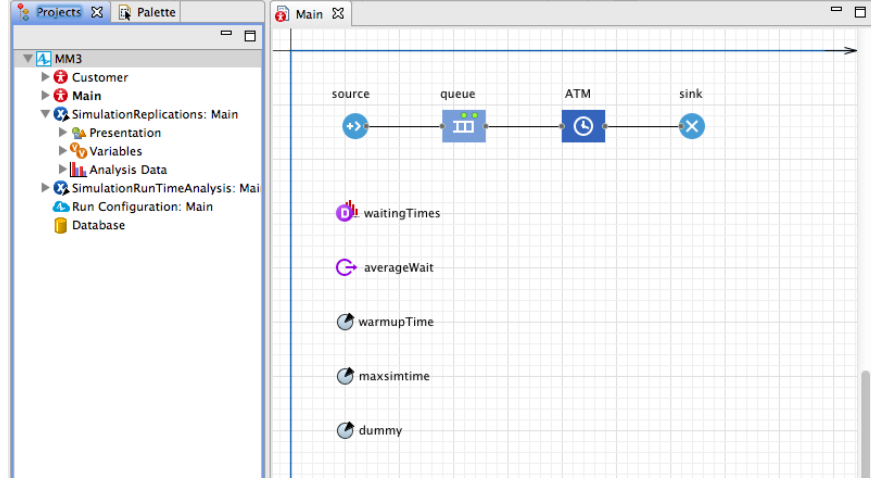 Projects
Palette
MM3
Customer
Main
SimulationReplications: Main
Presentation
Variables
Analysis Data
SimulationRunTimeAnalysis: Mai
Run Configuration: Main
Database
Main
source
queue
ATM
sink
D
waitingTimes
averageWait
warmupTime
maxsimtime
dummy